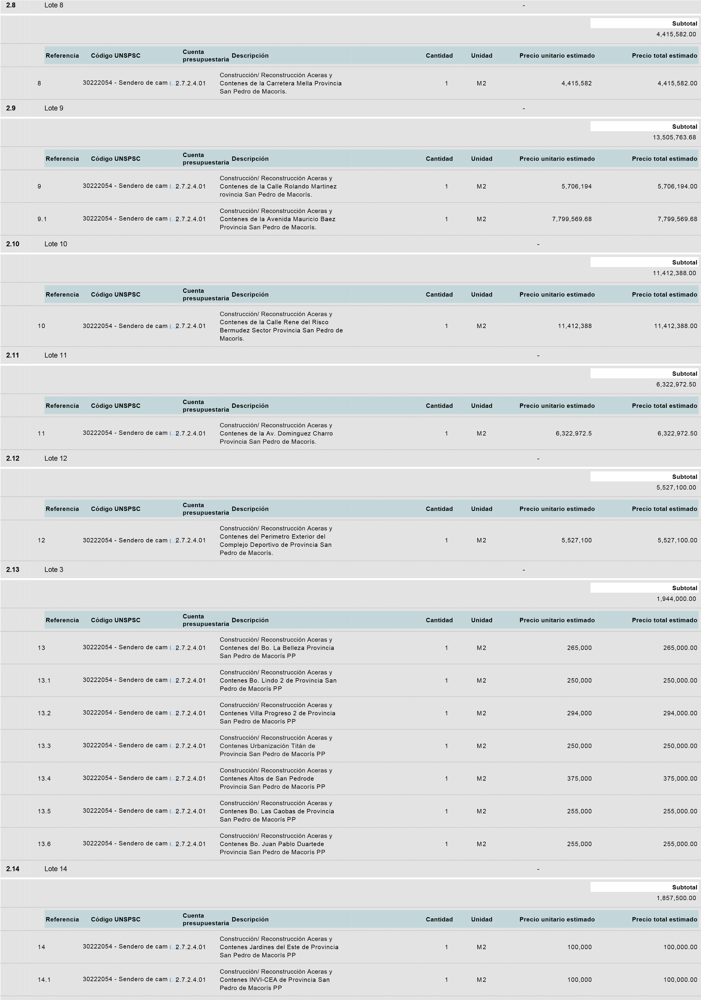 2.8 Lote 8 -
Subtotal
4,415,582.00
Referencia Código UNSPSC Cuenta presupuestaria Descripción Cantidad Unidad Precio unitario estimado Precio total estimado
Construcción/ Reconstrucción Aceras y
8 30222054 - Sendero de cam (...) 2.7.2.4.01 Contenes de la Carretera Mella Provincia 1 M2 4,415,582 4,415,582.00
San Pedro de Macorís.
2.9 Lote 9 -
Subtotal
13,505,763.68
Referencia Código UNSPSC Cuenta presupuestaria Descripción Cantidad Unidad Precio unitario estimado Precio total estimado
Construcción/ Reconstrucción Aceras y
9 30222054 - Sendero de cam (...) 2.7.2.4.01 Contenes de la Calle Rolando Martinez 1 M2 5,706,194 5,706,194.00
rovincia San Pedro de Macorís.
Construcción/ Reconstrucción Aceras y
9.1 30222054 - Sendero de cam (...) 2.7.2.4.01 Contenes de la Avenida Mauricio Baez 1 M2 7,799,569.68 7,799,569.68
Provincia San Pedro de Macorís.
2.10 Lote 10 -
Subtotal
11,412,388.00
Referencia Código UNSPSC Cuenta presupuestaria Descripción Cantidad Unidad Precio unitario estimado Precio total estimado
Construcción/ Reconstrucción Aceras y
Contenes de la Calle Rene del Risco
10 30222054 - Sendero de cam (...) 2.7.2.4.01 Bermudez Sector Provincia San Pedro de 1 M2 11,412,388 11,412,388.00
Macorís.
2.11 Lote 11 -
Subtotal
6,322,972.50
Referencia Código UNSPSC Cuenta presupuestaria Descripción Cantidad Unidad Precio unitario estimado Precio total estimado
Construcción/ Reconstrucción Aceras y
11 30222054 - Sendero de cam (...) 2.7.2.4.01 Contenes de la Av. Dominguez Charro 1 M2 6,322,972.5 6,322,972.50
Provincia San Pedro de Macorís.
2.12 Lote 12 -
Subtotal
5,527,100.00
Referencia Código UNSPSC Cuenta presupuestaria Descripción Cantidad Unidad Precio unitario estimado Precio total estimado
Construcción/ Reconstrucción Aceras y
Contenes del Perimetro Exterior del
12 30222054 - Sendero de cam (...) 2.7.2.4.01 Complejo Deportivo de Provincia San 1 M2 5,527,100 5,527,100.00
Pedro de Macorís.
2.13 Lote 3 -
Subtotal
1,944,000.00
Referencia Código UNSPSC Cuenta presupuestaria Descripción Cantidad Unidad Precio unitario estimado Precio total estimado
Construcción/ Reconstrucción Aceras y
13 30222054 - Sendero de cam (...) 2.7.2.4.01 Contenes del Bo. La Belleza Provincia 1 M2 265,000 265,000.00
San Pedro de Macorís PP
Construcción/ Reconstrucción Aceras y
13.1 30222054 - Sendero de cam (...) 2.7.2.4.01 Contenes Bo. Lindo 2 de Provincia San 1 M2 250,000 250,000.00
Pedro de Macorís PP
Construcción/ Reconstrucción Aceras y
13.2 30222054 - Sendero de cam (...) 2.7.2.4.01 Contenes Villa Progreso 2 de Provincia 1 M2 294,000 294,000.00
San Pedro de Macorís PP
Construcción/ Reconstrucción Aceras y
13.3 30222054 - Sendero de cam (...) 2.7.2.4.01 Contenes Urbanización Titán de 1 M2 250,000 250,000.00
Provincia San Pedro de Macorís PP
Construcción/ Reconstrucción Aceras y
13.4 30222054 - Sendero de cam (...) 2.7.2.4.01 Contenes Altos de San Pedrode 1 M2 375,000 375,000.00
Provincia San Pedro de Macorís PP
Construcción/ Reconstrucción Aceras y
13.5 30222054 - Sendero de cam (...) 2.7.2.4.01 Contenes Bo. Las Caobas de Provincia 1 M2 255,000 255,000.00
San Pedro de Macorís PP
Construcción/ Reconstrucción Aceras y
13.6 30222054 - Sendero de cam (...) 2.7.2.4.01 Contenes Bo. Juan Pablo Duartede 1 M2 255,000 255,000.00
Provincia San Pedro de Macorís PP
2.14 Lote 14 -
Subtotal
1,857,500.00
Referencia Código UNSPSC Cuenta presupuestaria Descripción Cantidad Unidad Precio unitario estimado Precio total estimado
Construcción/ Reconstrucción Aceras y
14 30222054 - Sendero de cam (...) 2.7.2.4.01 Contenes Jardines del Este de Provincia 1 M2 100,000 100,000.00
San Pedro de Macorís PP
Construcción/ Reconstrucción Aceras y
14.1 30222054 - Sendero de cam (...) 2.7.2.4.01 Contenes INVI-CEA de Provincia San 1 M2 100,000 100,000.00
Pedro de Macorís PP